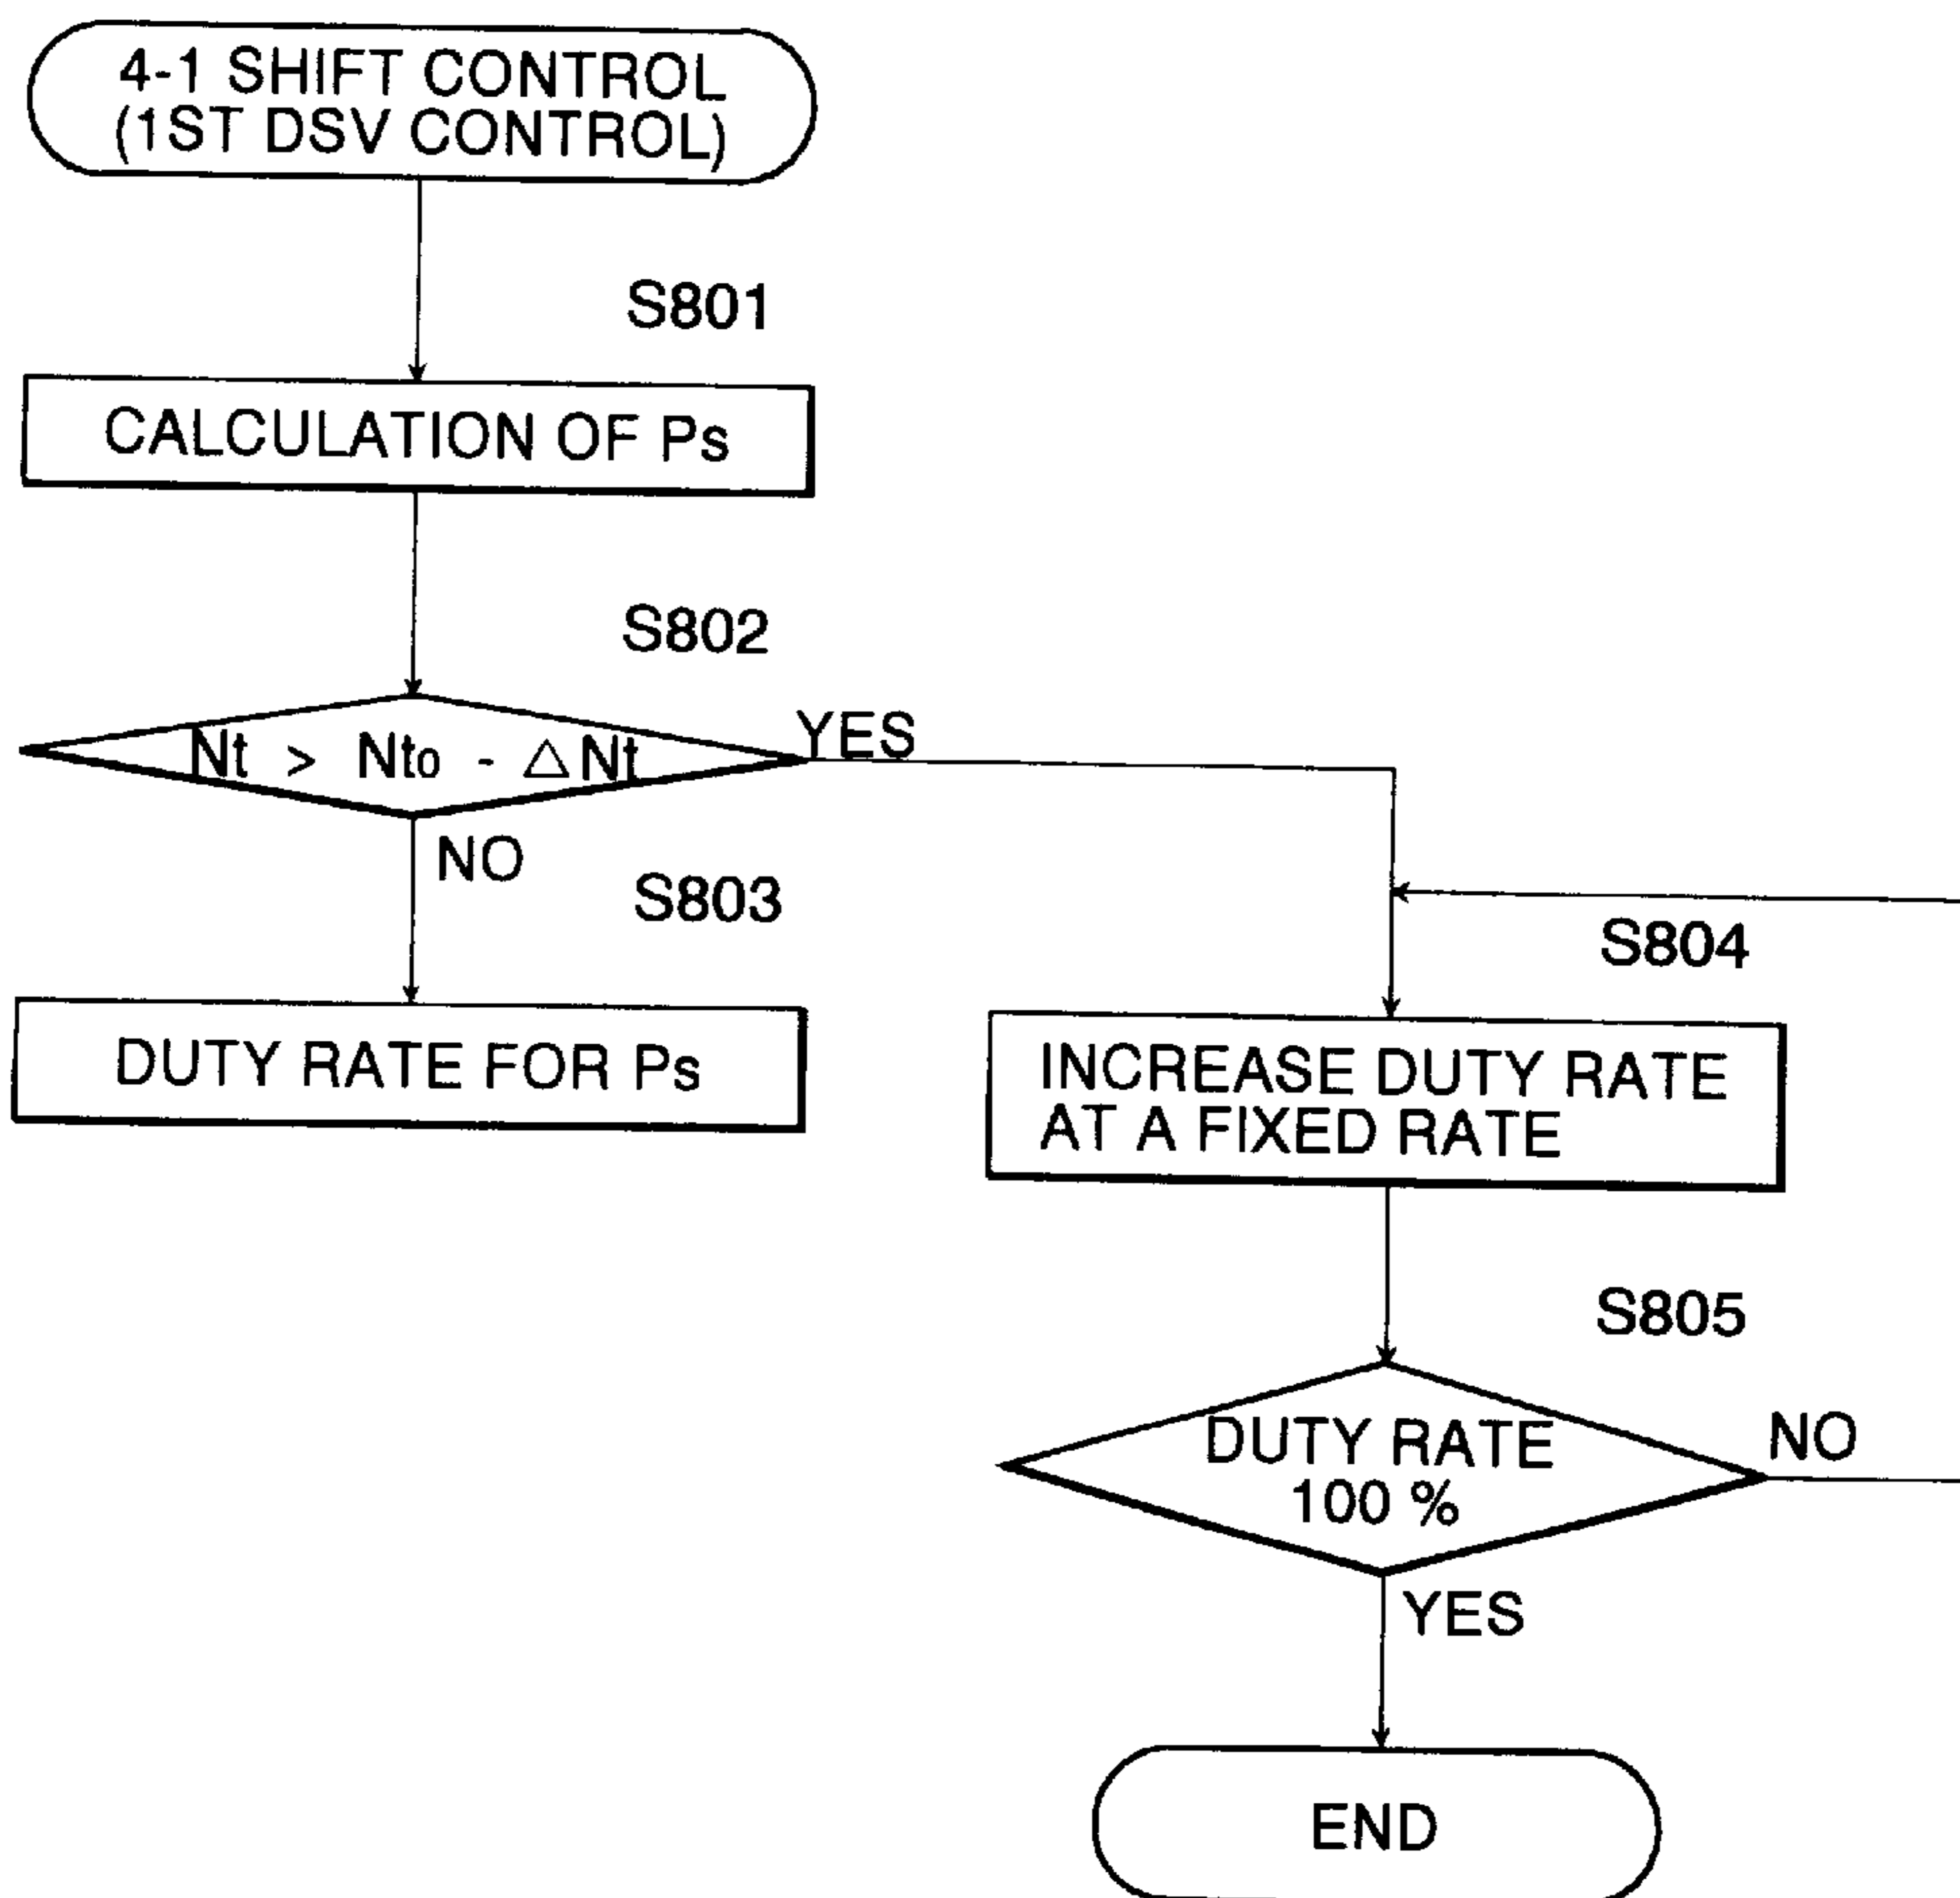 4-1 SHIFT CONTROL
(1ST DSV CONTROL)
S801
CALCULATION OF Ps
S802
Nt > Nto - △Nt
YES
NO
S803
DUTY RATE FOR Ps
S804
INCREASE DUTY RATE
AT A FIXED RATE
S805
DUTY RATE
100 %
NO
YES
END